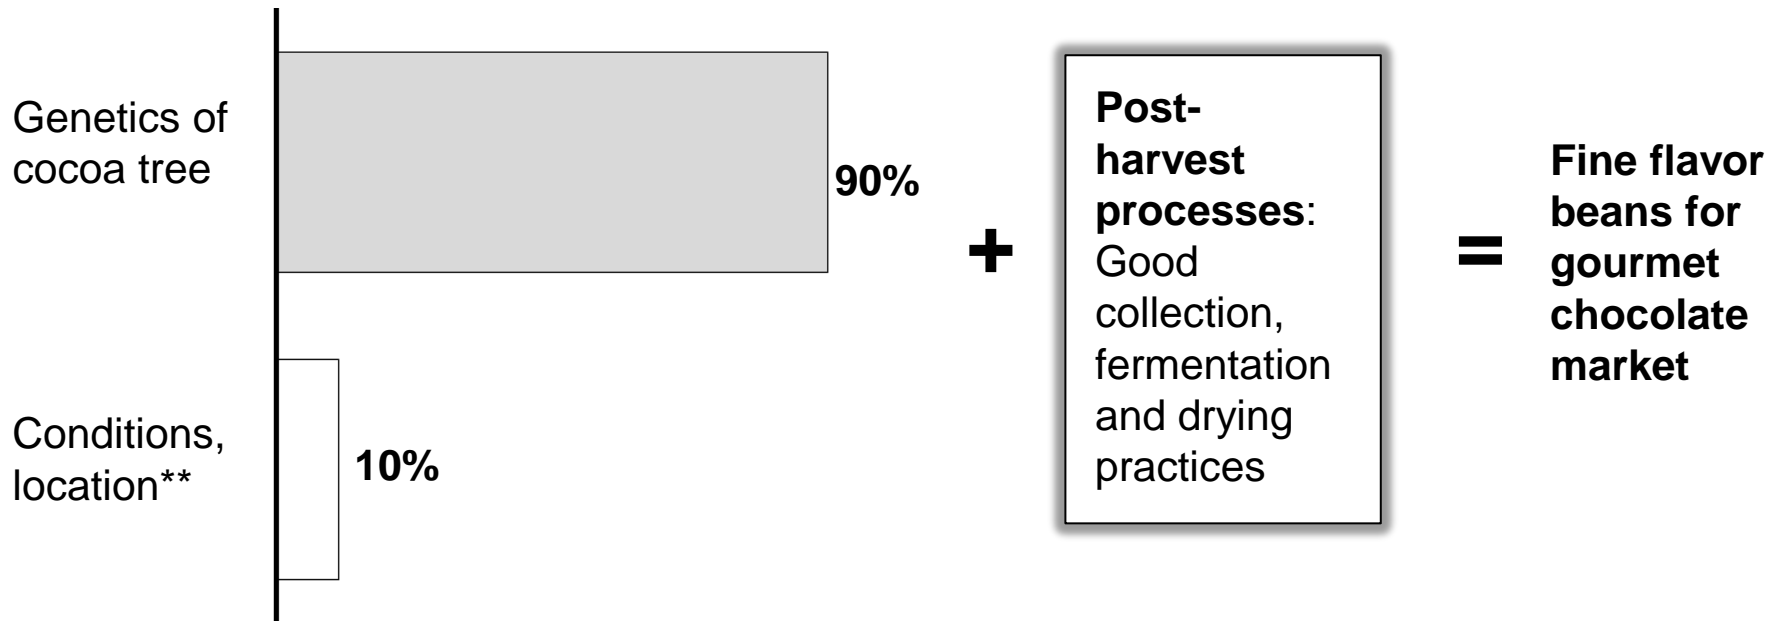 Genetics of
cocoa tree
90%
Conditions,
location**
10%
+
Post-
harvest
processes:
Good
collection,
fermentation
and drying
practices
=
Fine flavor
beans for
gourmet
chocolate
market